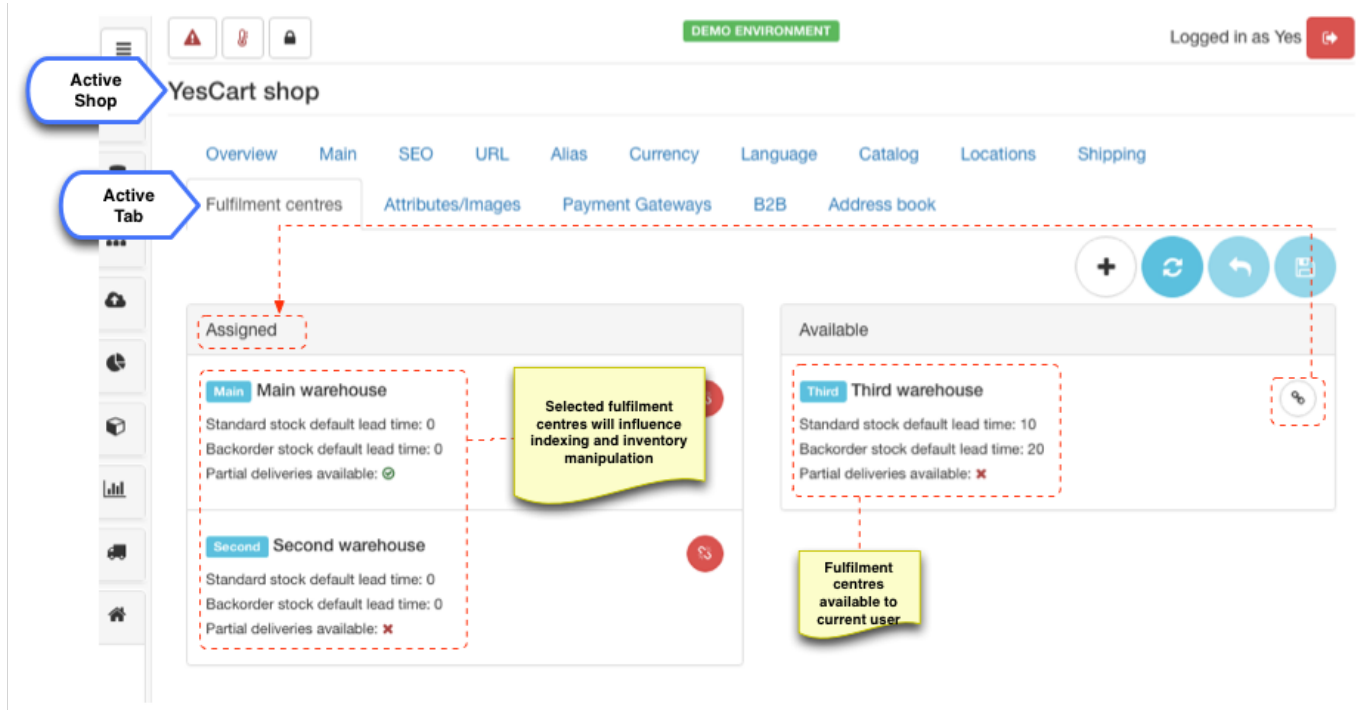 DEMO ENVIRONMENT
Logged in as Yes
Active
Shop
YesCart shop
Overview Main SEO URL Alias Currency Language Catalog Locations Shipping
Active
Tab
Fulfilment centres Attributes/Images Payment Gateways B2B Address book
Assigned
Available
Main Main warehouse
Standard stock default lead time: 0
Backorder stock default lead time: 0
Partial deliveries available:
Selected fulfilment
centres will influence
indexing and inventory
manipulation
Third Third warehouse
Standard stock default lead time: 10
Backorder stock default lead time: 20
Partial deliveries available:
Second Second warehouse
Standard stock default lead time: 0
Backorder stock default lead time: 0
Partial deliveries available:
Fulfilment
centres
available to
current user